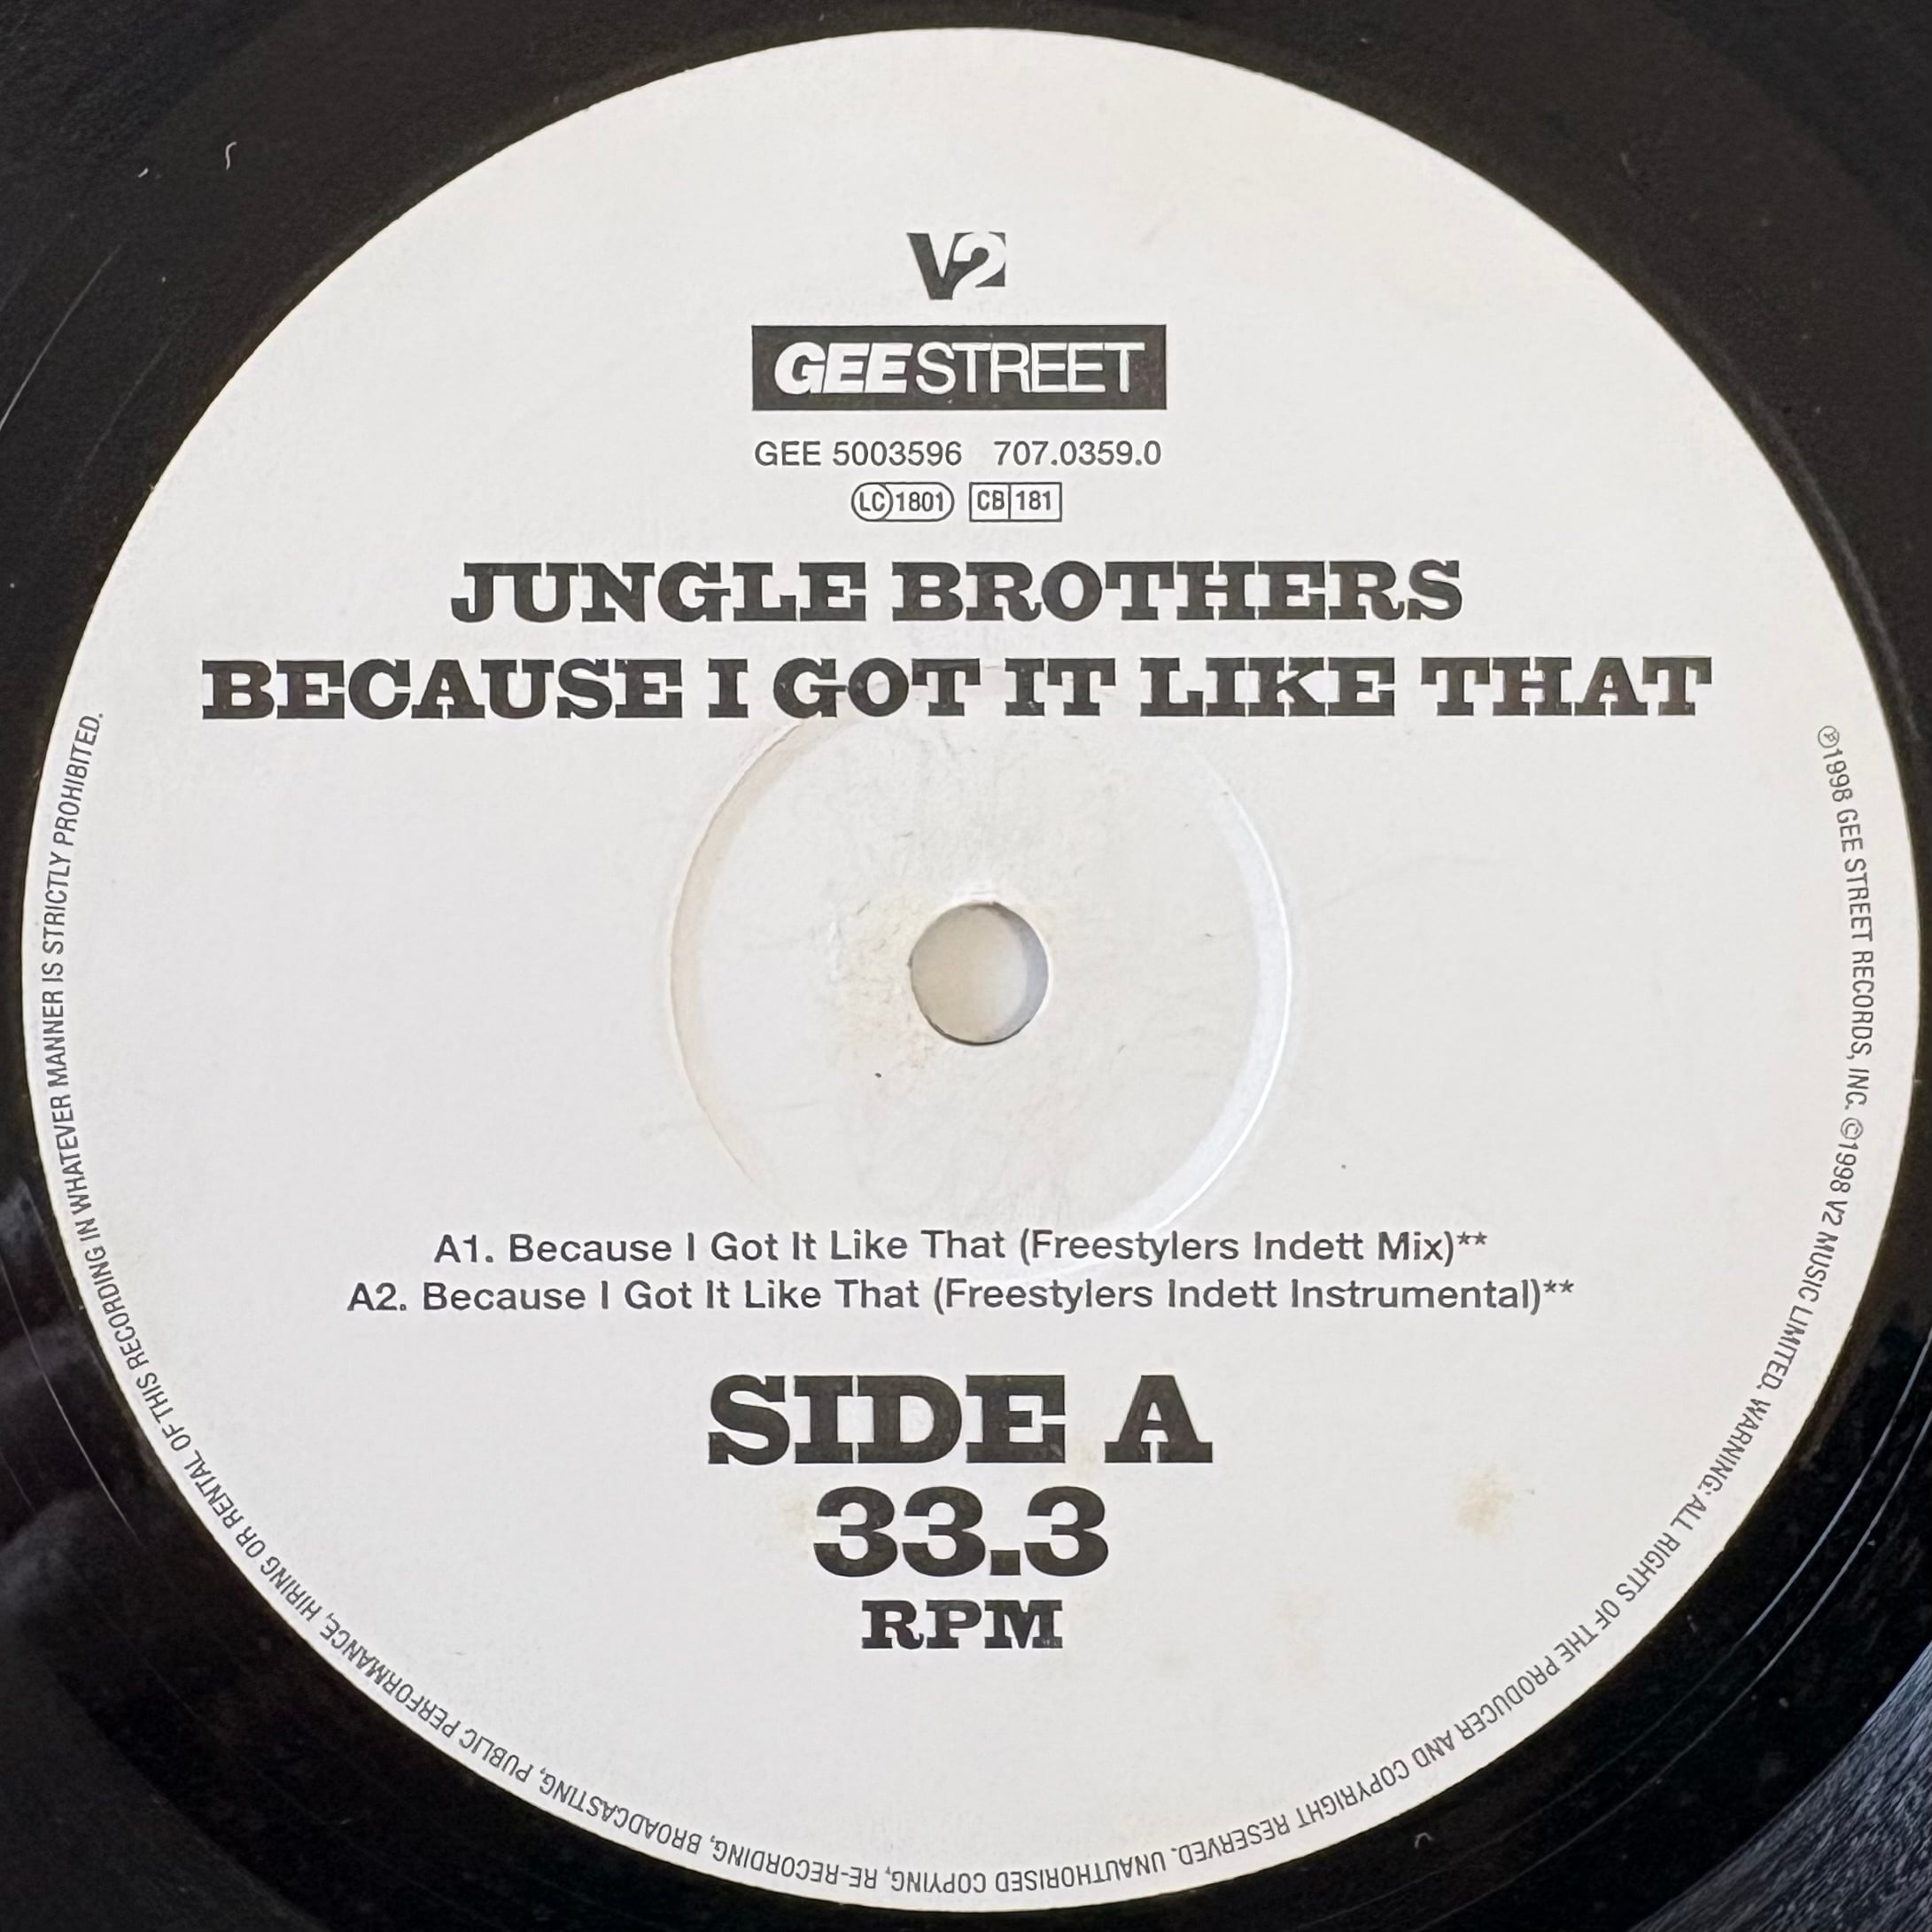 V2
GEESTREET
GEE 5003596 707.0359.0
LC 1801 CB 181
JUNGLE BROTHERS
BECAUSE I GOT IT LIKE THAT
A1. Because I Got It Like That (Freestylers Indett Mix)**
A2. Because I Got It Like That (Freestylers Indett Instrumental)**
SIDE A
33.3
RPM
℗1998 GEE STREET RECORDS, INC. ©1998 V2 MUSIC LIMITED. WARNING: ALL RIGHTS OF THE PRODUCER AND COPYRIGHT RESERVED. UNAUTHORISED COPYING, RE-RECORDING, BROADCASTING, PUBLIC PERFORMANCE, HIRING OR RENTAL OF THIS RECORDING IN WHATEVER MANNER IS STRICTLY PROHIBITED.